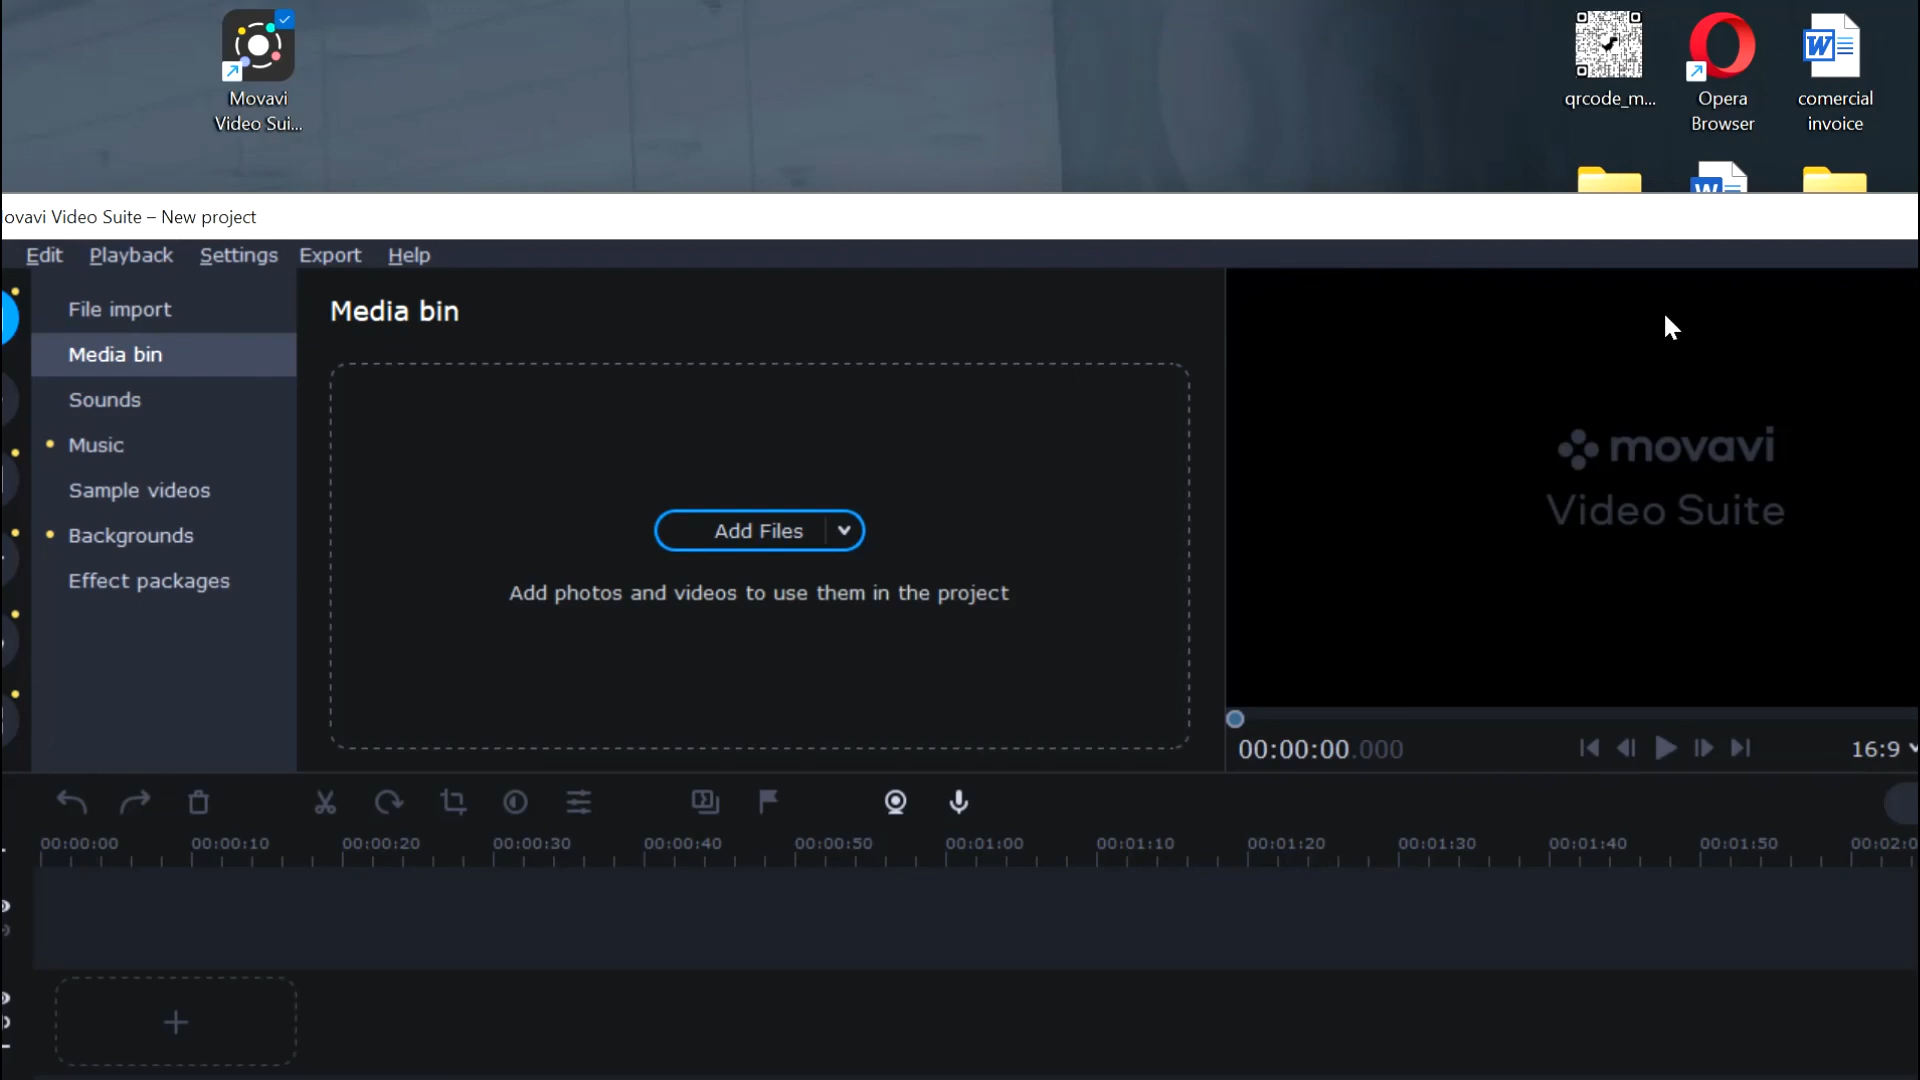 Movavi
Video Sui...
qrcode_m...
Opera
Browser
comercial
invoice
ovavi Video Suite – New project
Edit Playback Settings Export Help
File import
Media bin
Sounds
Music
Sample videos
Backgrounds
Effect packages
Media bin
Add Files
Add photos and videos to use them in the project
movavi
Video Suite
00:00:00.000
16:9
00:00:00 00:00:10 00:00:20 00:00:30 00:00:40 00:00:50 00:01:00 00:01:10 00:01:20 00:01:30 00:01:40 00:01:50 00:02:0